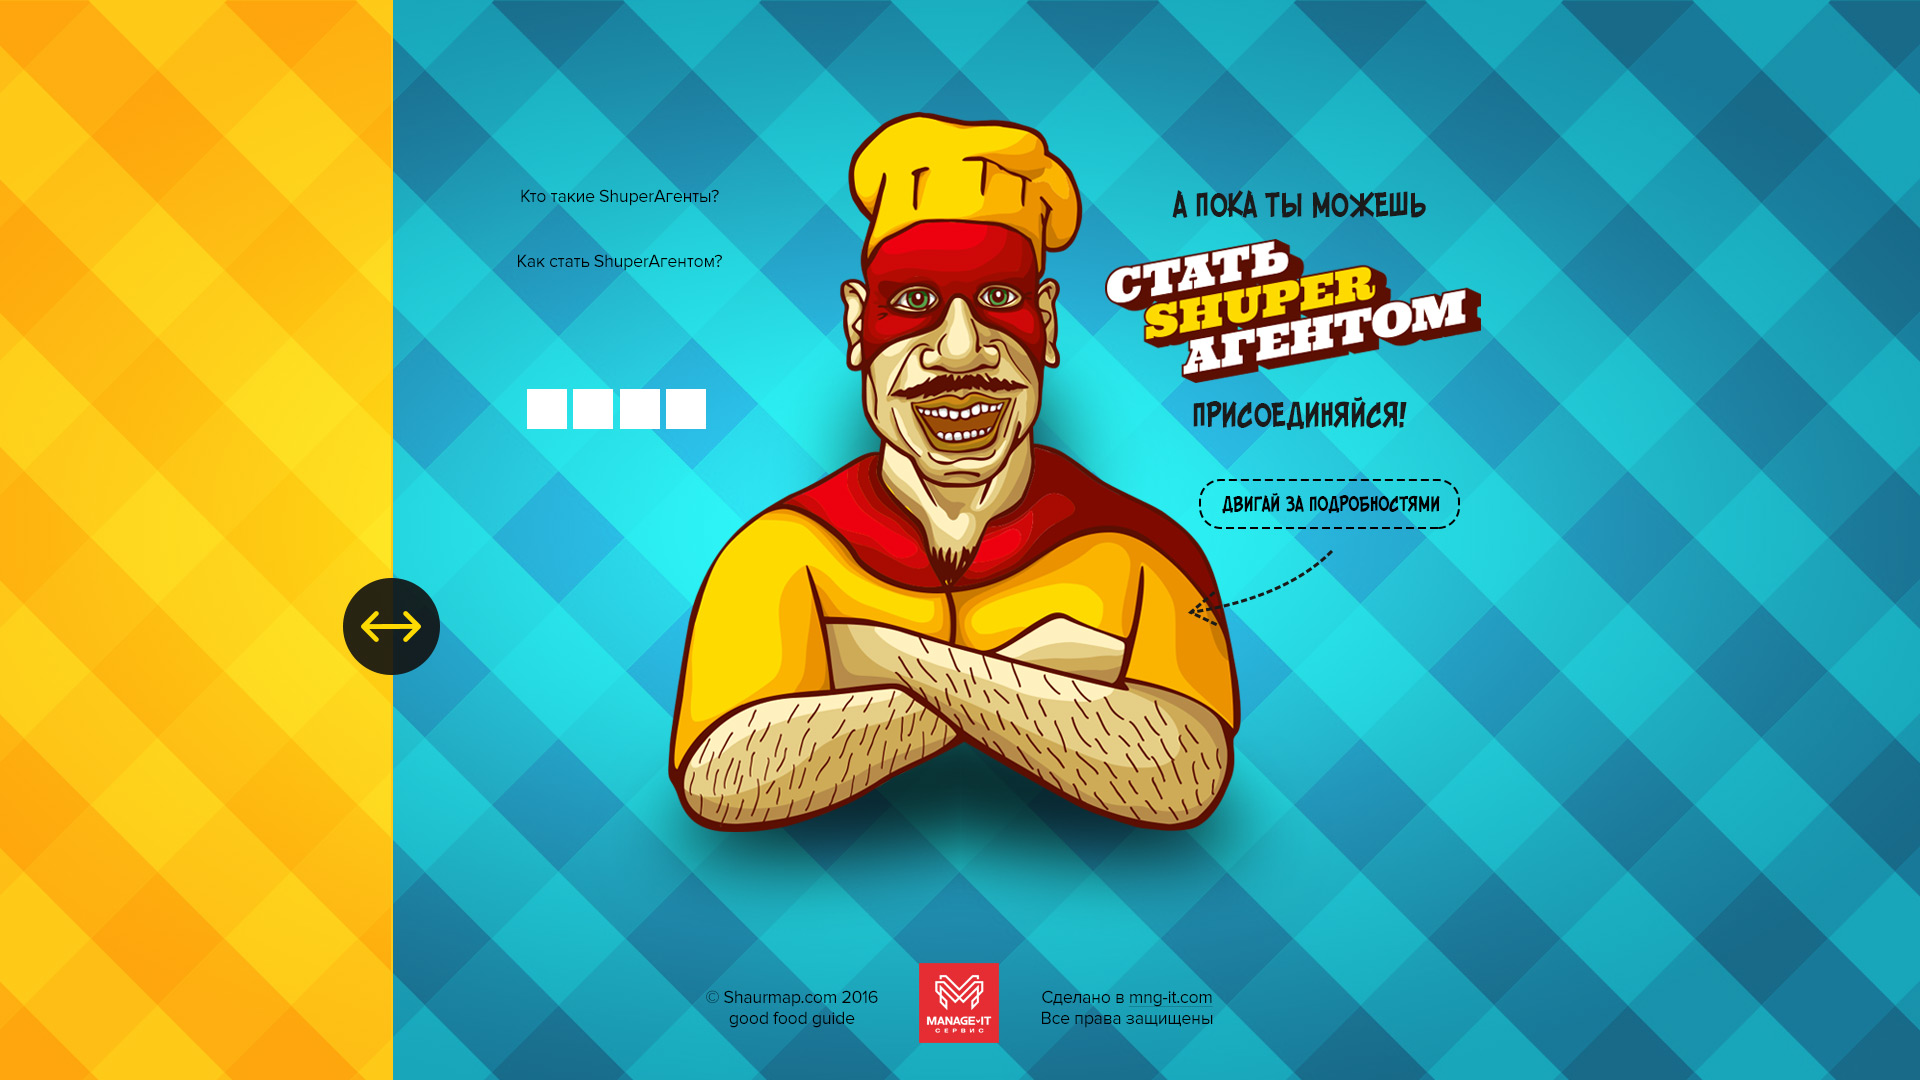 Кто такие ShuperАгенты?
Как стать ShuperАгентом?
А ПОКА ТЫ МОЖЕШЬ
СТАТЬ
SHUPER
АГЕНТОМ
ПРИСОЕДИНЯЙСЯ!
ДВИГАЙ ЗА ПОДРОБНОСТЯМИ
© Shaurmap.com 2016
good food guide
MANAGE-IT
СЕРВИС
Сделано в mng-it.com
Все права защищены